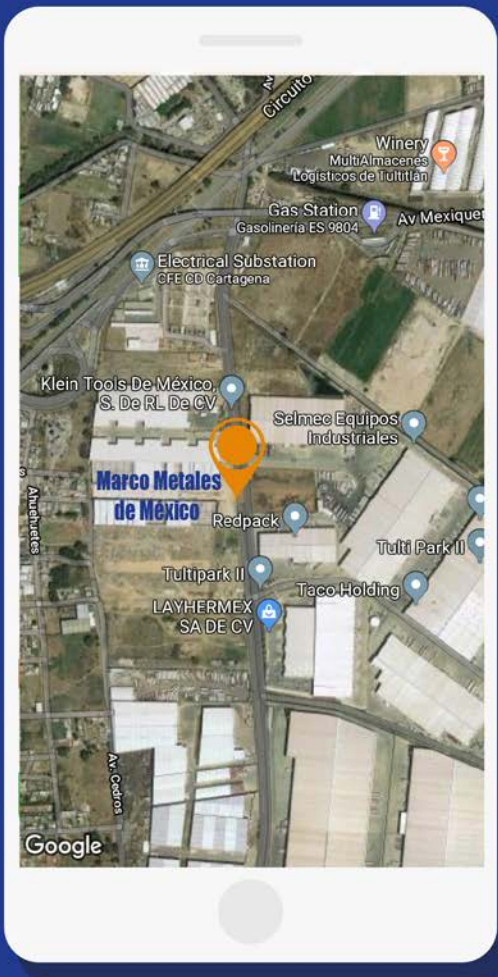 Av
Circuito
Winery
MultiAlmacenes
Logisticos de Tultitlán
Gas Station
Gasolinería ES 9804
Av Mexiquen
Electrical Substation
CFE CD Cartagena
Klein Tools De México,
S. De RL De CV
Selmec Equipos
Industriales
s
Ahuehuetes
Marco Metales
de México
Redpack
Tulti Park II
Tultipark II
Taco Holding
LAYHERMEX
SA DE CV
Av. Cedros
Google